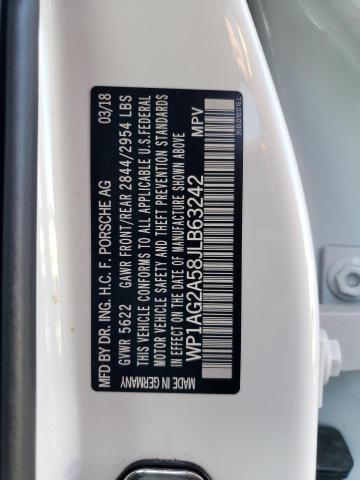 MFD BY DR. ING. H.C. F. PORSCHE AG 03/18
GVWR 5622 GAWR FRONT/REAR 2844/2954 LBS
THIS VEHICLE CONFORMS TO ALL APPLICABLE U.S.FEDERAL
MOTOR VEHICLE SAFETY AND THEFT PREVENTION STANDARDS
IN EFFECT ON THE DATE OF MANUFACTURE SHOWN ABOVE
WP1AG2A58JLB63242 MPV
MADE IN GERMANY